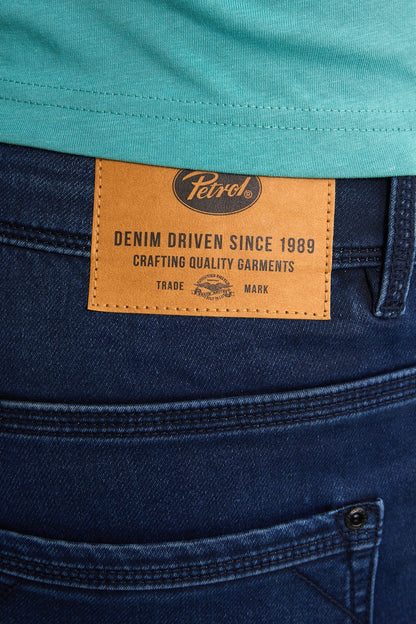 Petrol®
DENIM DRIVEN SINCE 1989
CRAFTING QUALITY GARMENTS
TRADE MARK